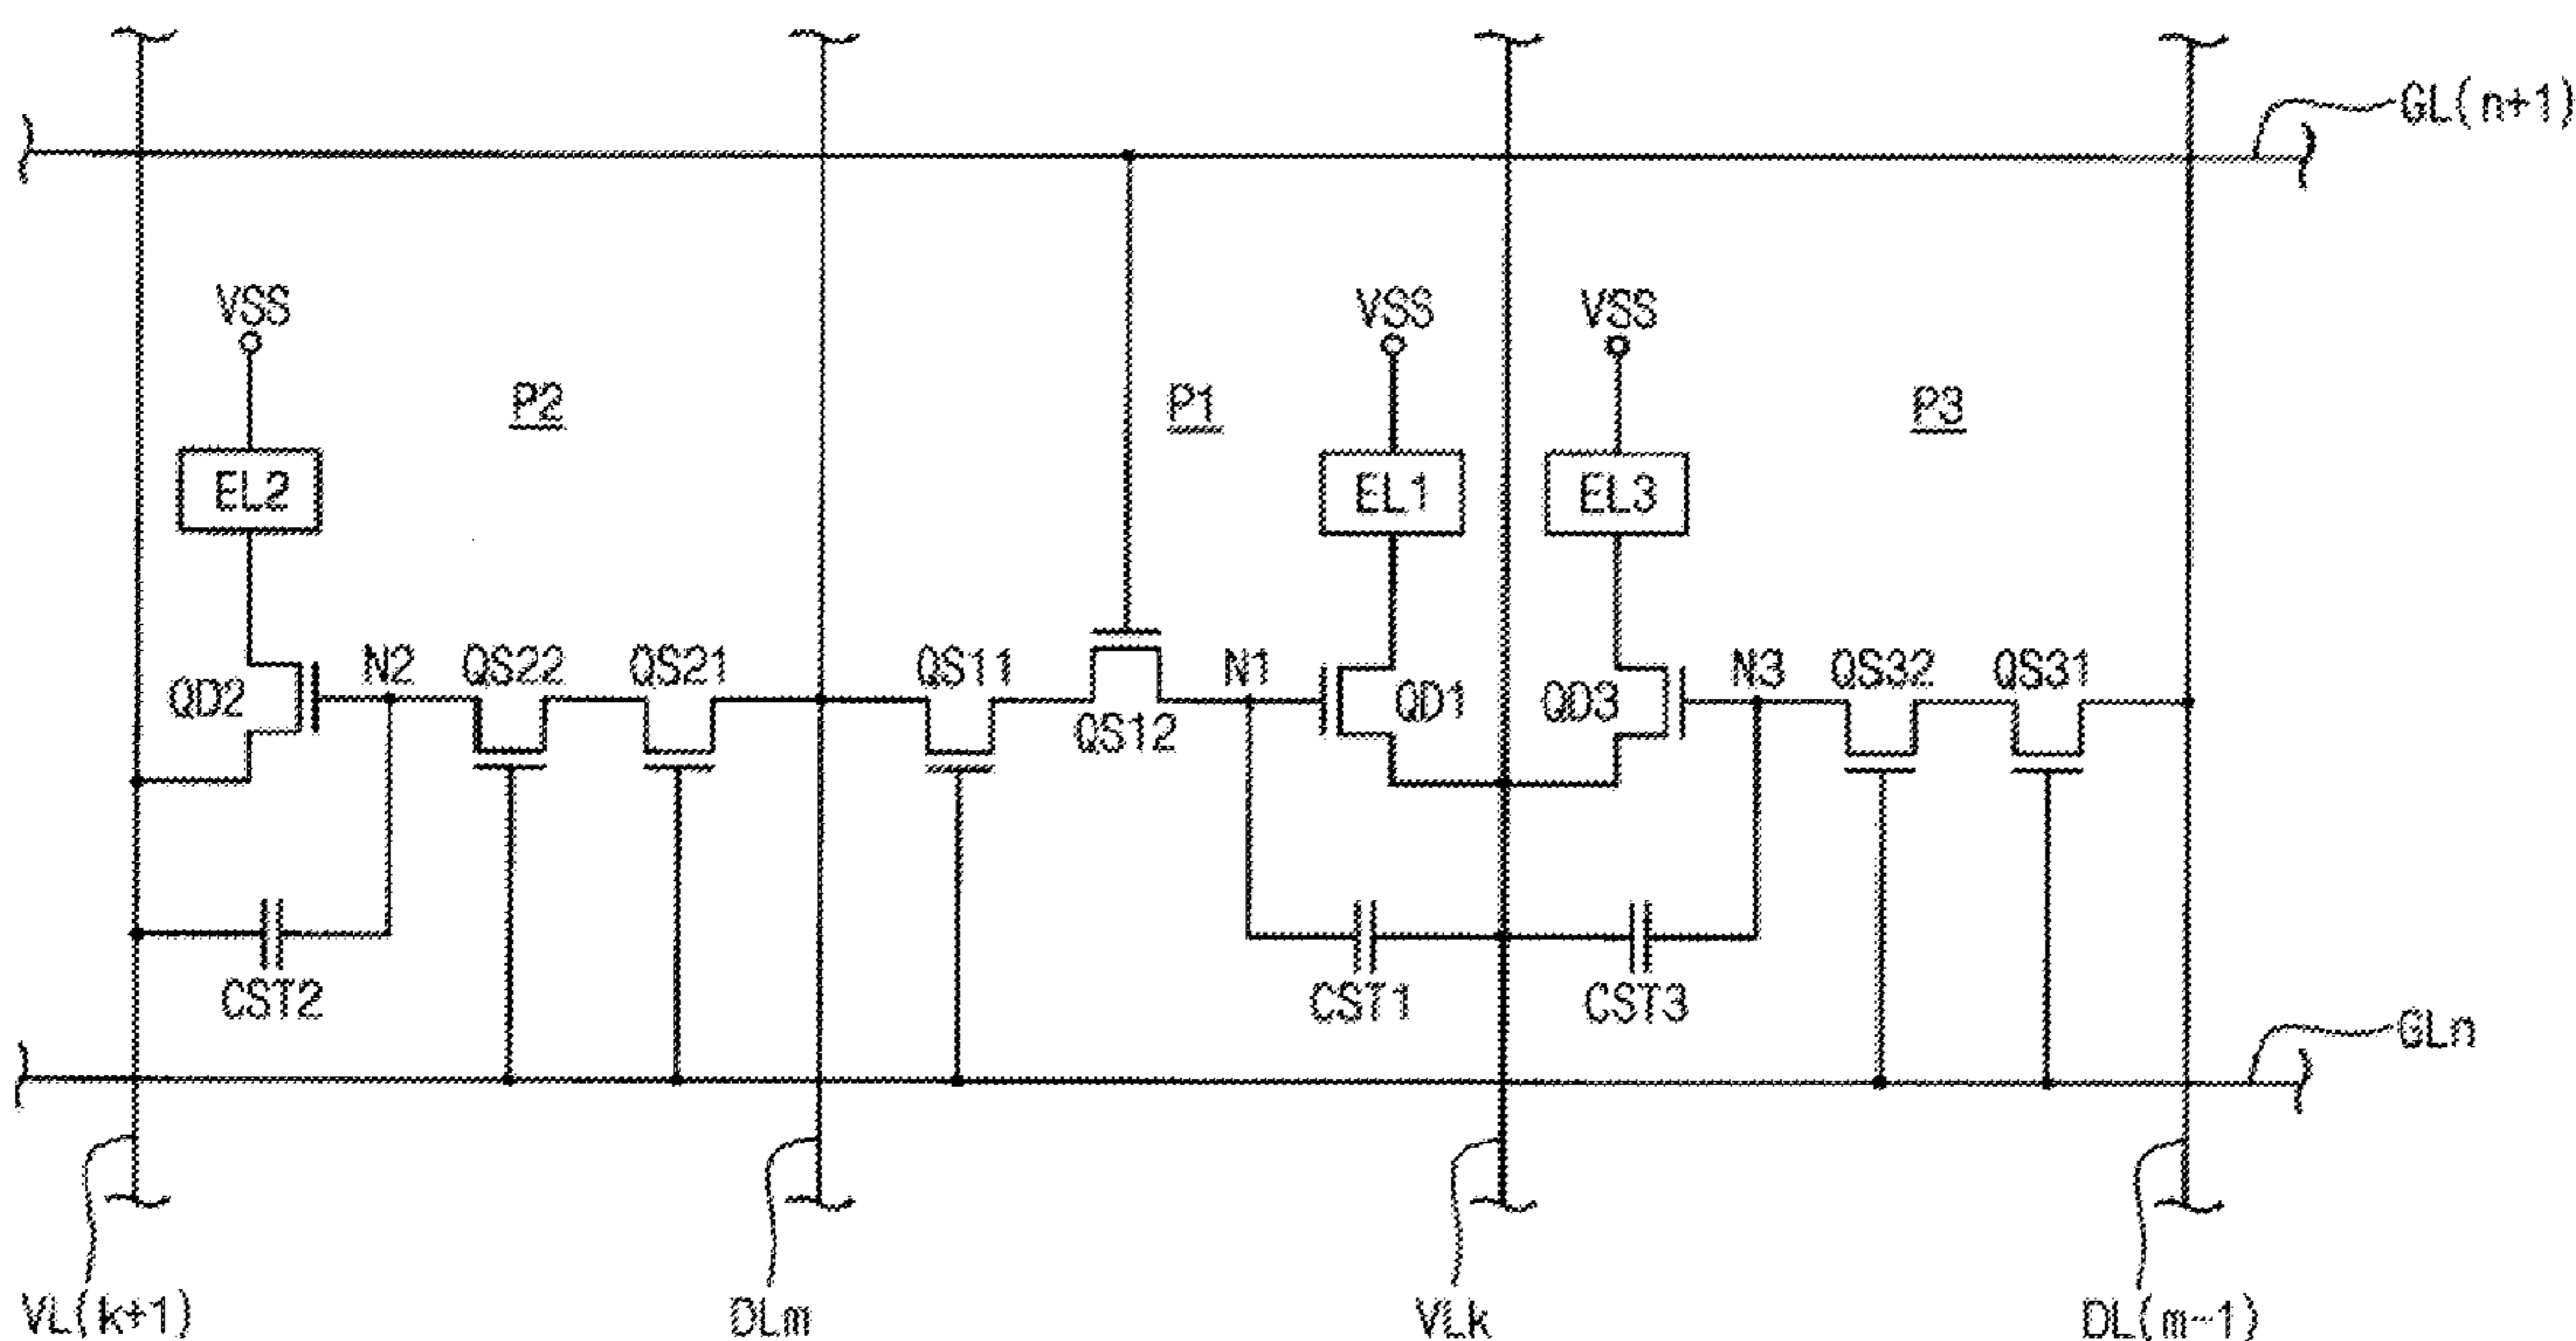 GL(n+1)
VSS
VSS
VSS
P2
P1
P3
EL2
EL1
EL3
N2
QS22
QS21
QS11
N1
N3
QS32
QS31
QD2
QS12
QD1
QD3
CST2
CST1
CST3
GLn
VL(k+1)
DLm
VLk
DL(m-1)